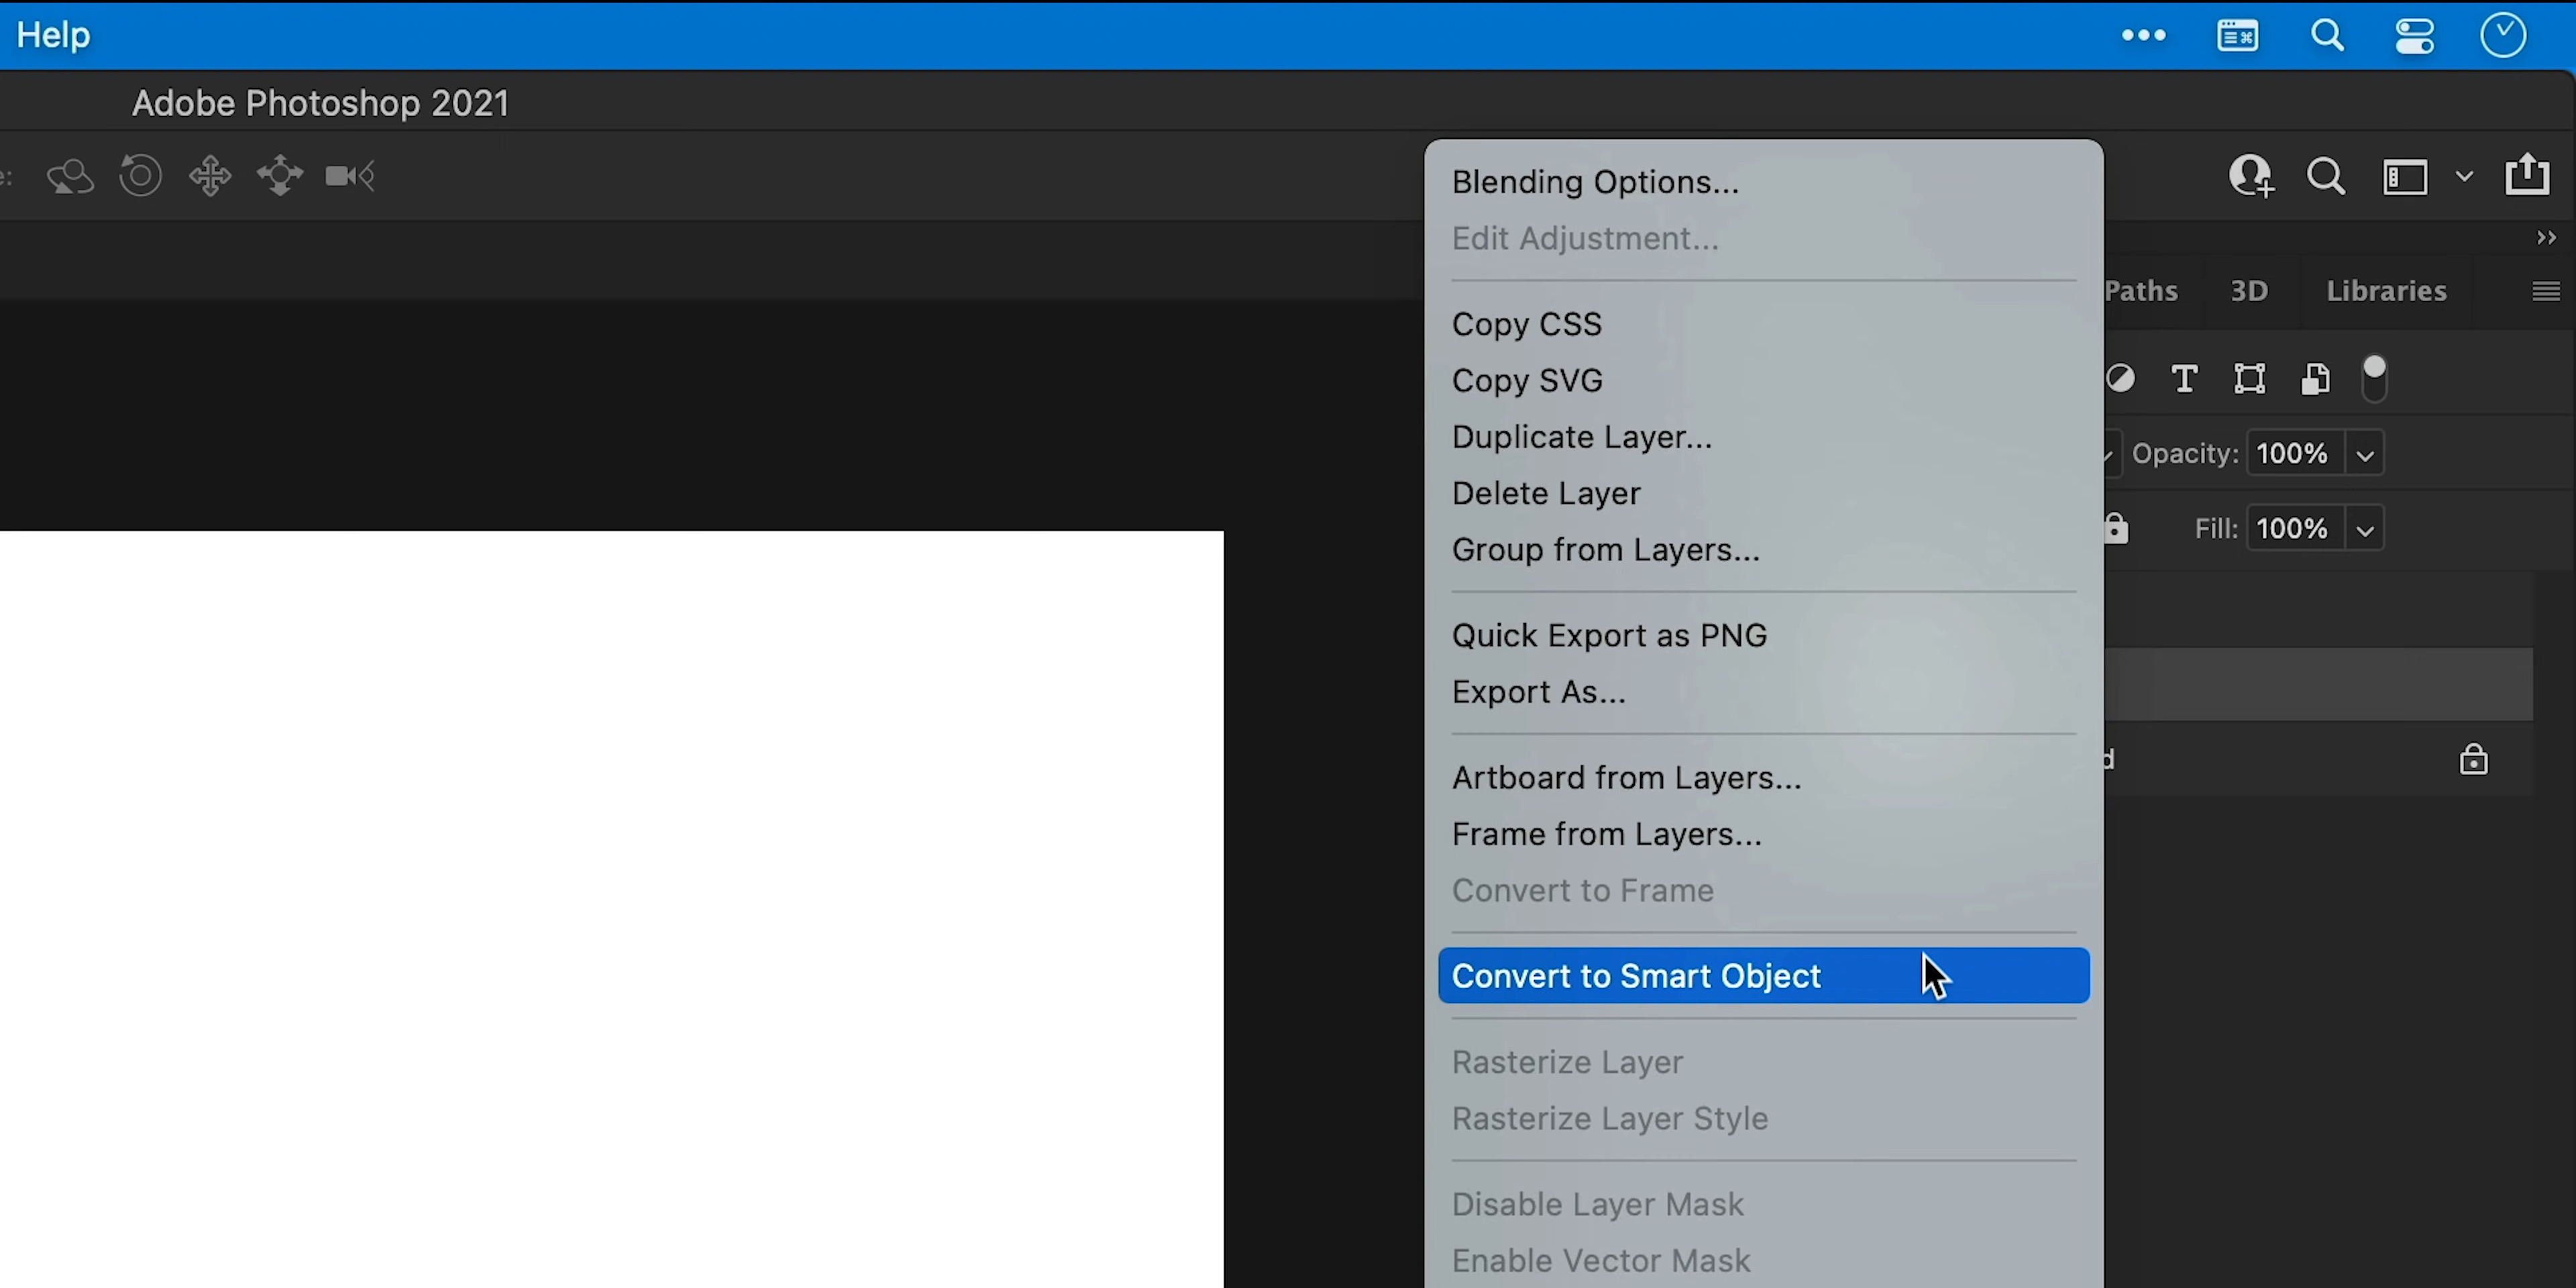 Help
Adobe Photoshop 2021
Blending Options...
Edit Adjustment...
Copy CSS
Copy SVG
Duplicate Layer...
Delete Layer
Group from Layers...
Quick Export as PNG
Export As...
Artboard from Layers...
Frame from Layers...
Convert to Frame
Convert to Smart Object
Rasterize Layer
Rasterize Layer Style
Disable Layer Mask
Enable Vector Mask
Paths 3D Libraries
Opacity: 100%
Fill: 100%